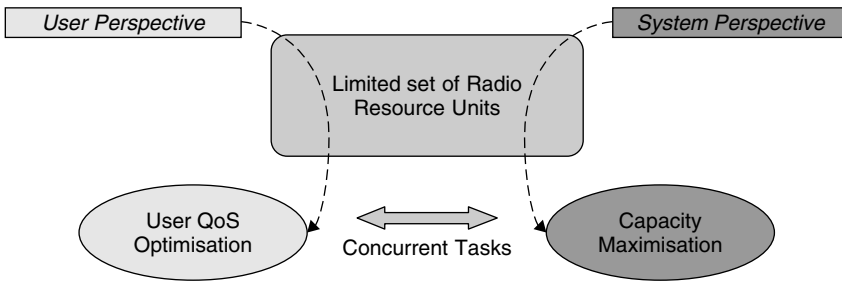 User Perspective
System Perspective
Limited set of Radio
Resource Units
User QoS
Optimisation
Concurrent Tasks
Capacity
Maximisation